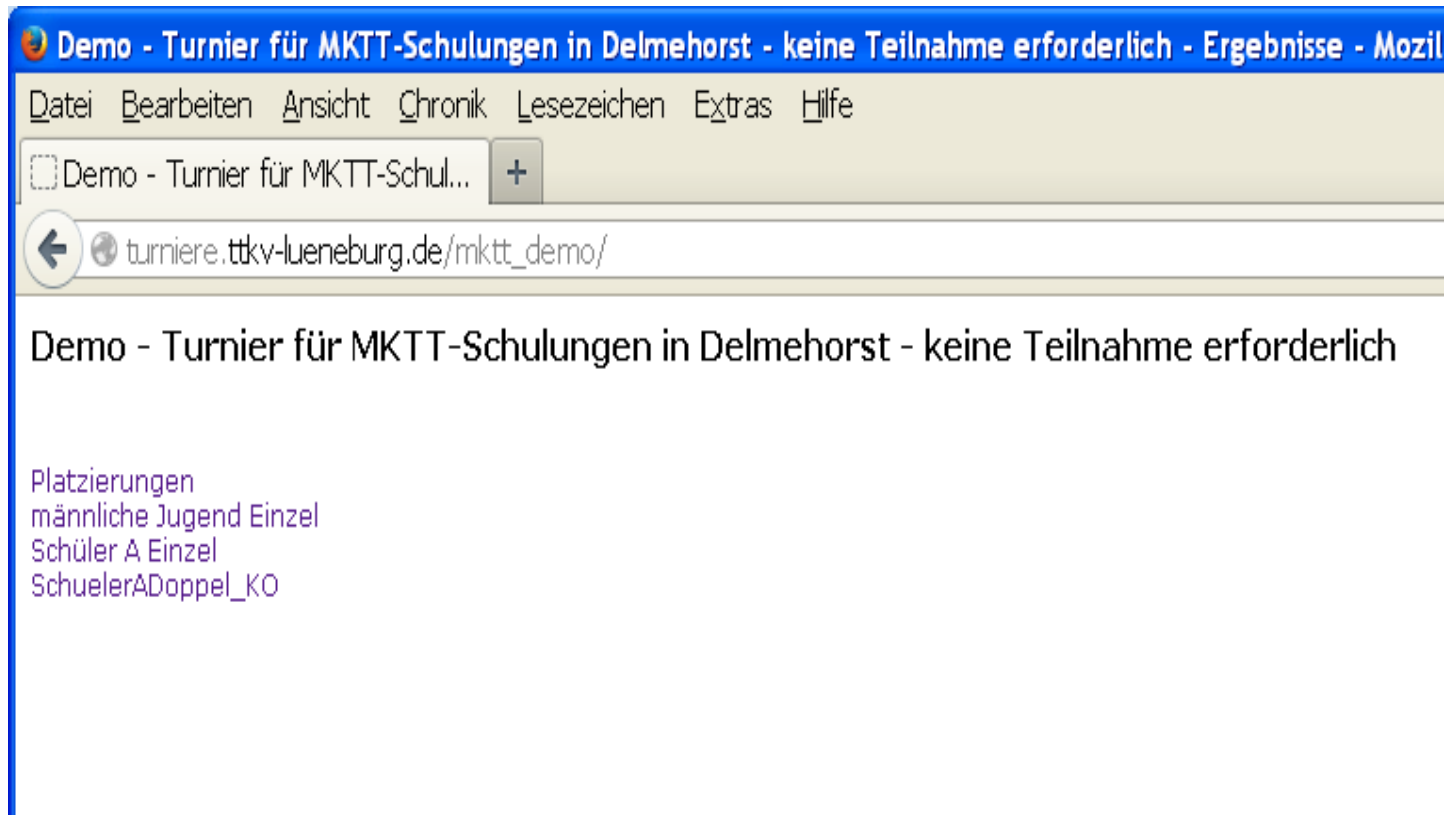 Demo - Turnier für MKTT-Schulungen in Delmehorst - keine Teilnahme erforderlich - Ergebnisse - Mozil
Datei Bearbeiten Ansicht Chronik Lesezeichen Extras Hilfe
Demo - Turnier für MKTT-Schul... +
turniere.ttkv-lueneburg.de/mktt_demo/
Demo - Turnier für MKTT-Schulungen in Delmehorst - keine Teilnahme erforderlich
Platzierungen
männliche Jugend Einzel
Schüler A Einzel
SchuelerADoppel_KO